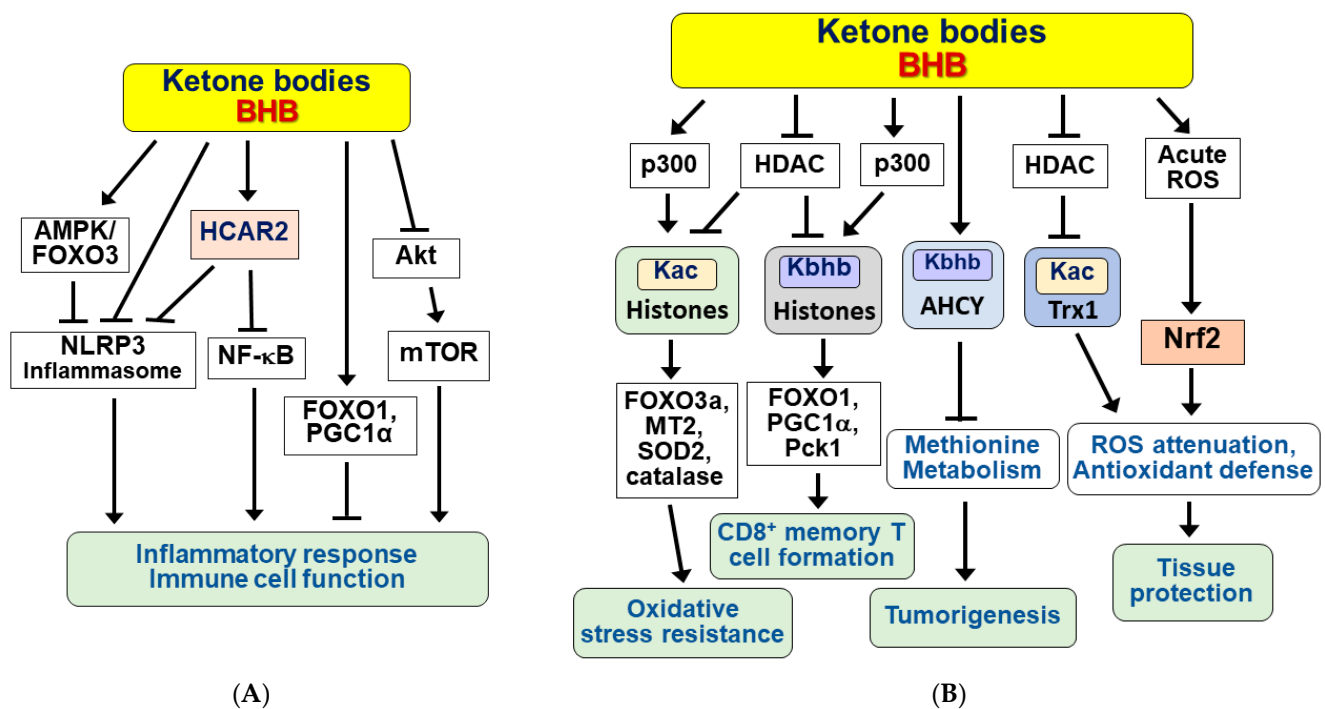 Ketone bodies
BHB
AMPK/
FOXO3
HCAR2
Akt
NLRP3
Inflammasome
NF-κB
mTOR
FOXO1,
PGC1α
Inflammatory response
Immune cell function
(A)
Ketone bodies
BHB
p300
HDAC
p300
HDAC
Acute
ROS
Kac
Histones
Kbhb
Histones
Kbhb
AHCY
Kac
Trx1
Nrf2
FOXO3a,
MT2,
SOD2,
catalase
FOXO1,
PGC1α,
Pck1
Methionine
Metabolism
ROS attenuation,
Antioxidant defense
CD8⁺ memory T
cell formation
Oxidative
stress resistance
Tumorigenesis
Tissue
protection
(B)